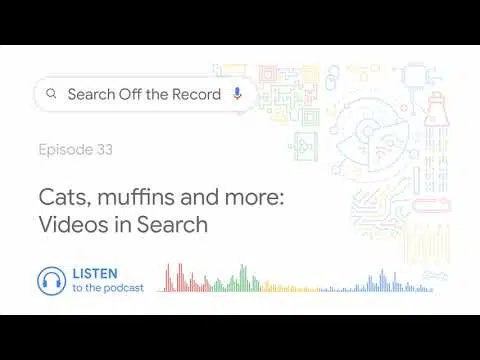 Search Off the Record
Episode 33
Cats, muffins and more:
Videos in Search
LISTEN
to the podcast